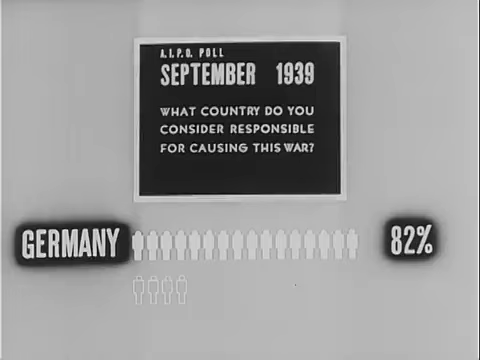 A.I.P.O. POLL
SEPTEMBER 1939
WHAT COUNTRY DO YOU
CONSIDER RESPONSIBLE
FOR CAUSING THIS WAR?
GERMANY 82%